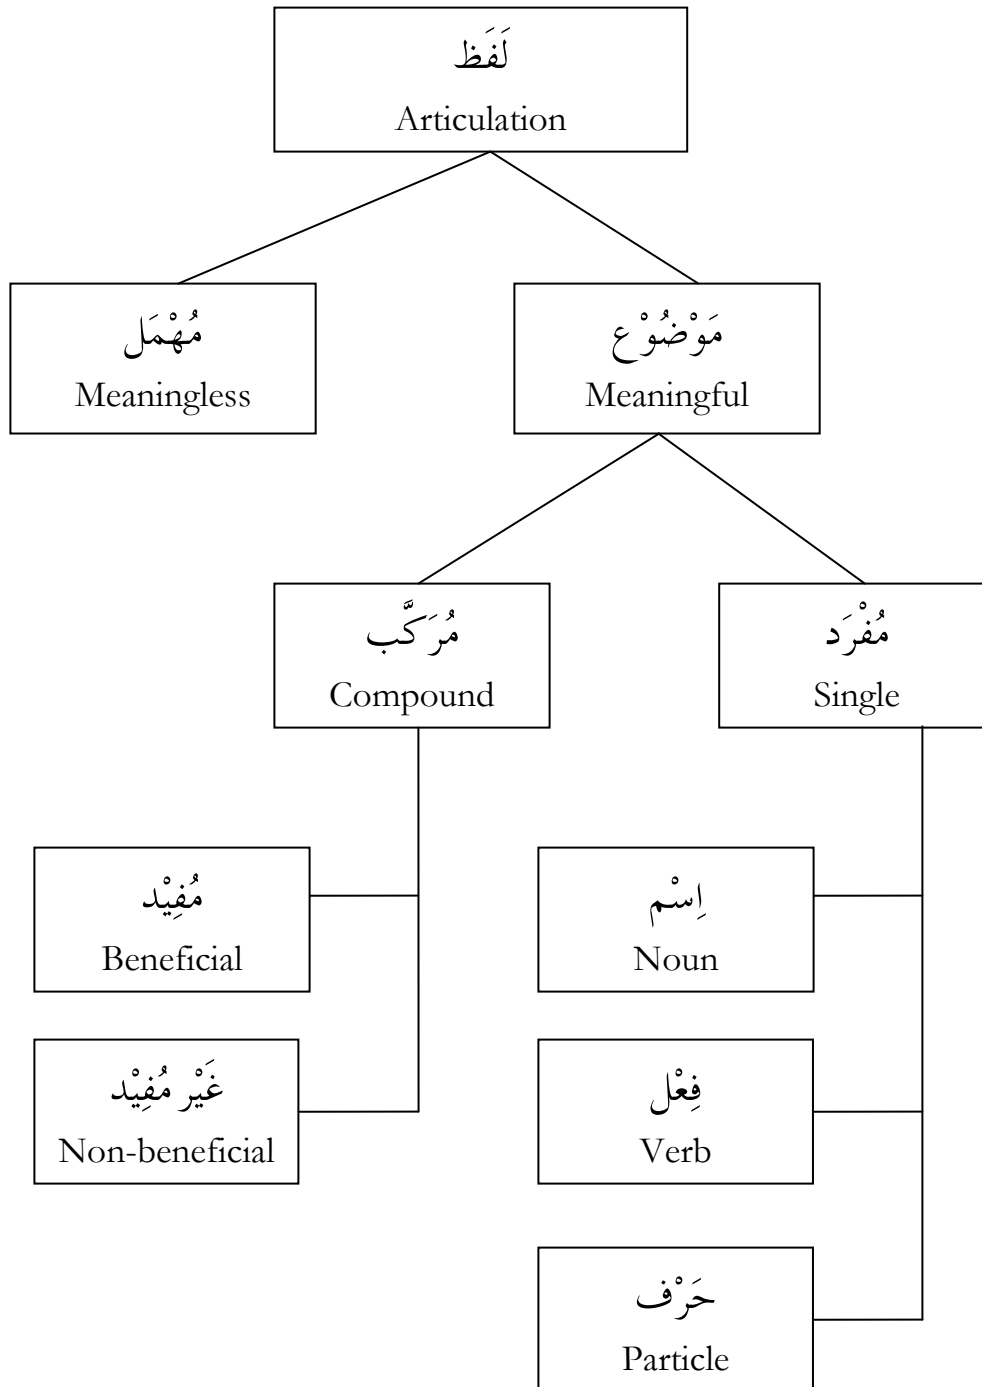 لَفَظ
Articulation
مُهْمَل
Meaningless
مَوْضُوْع
Meaningful
مُرَكَّب
Compound
مُفْرَد
Single
مُفِيْد
Beneficial
اِسْم
Noun
غَيْر مُفِيْد
Non-beneficial
فِعْل
Verb
حَرْف
Particle